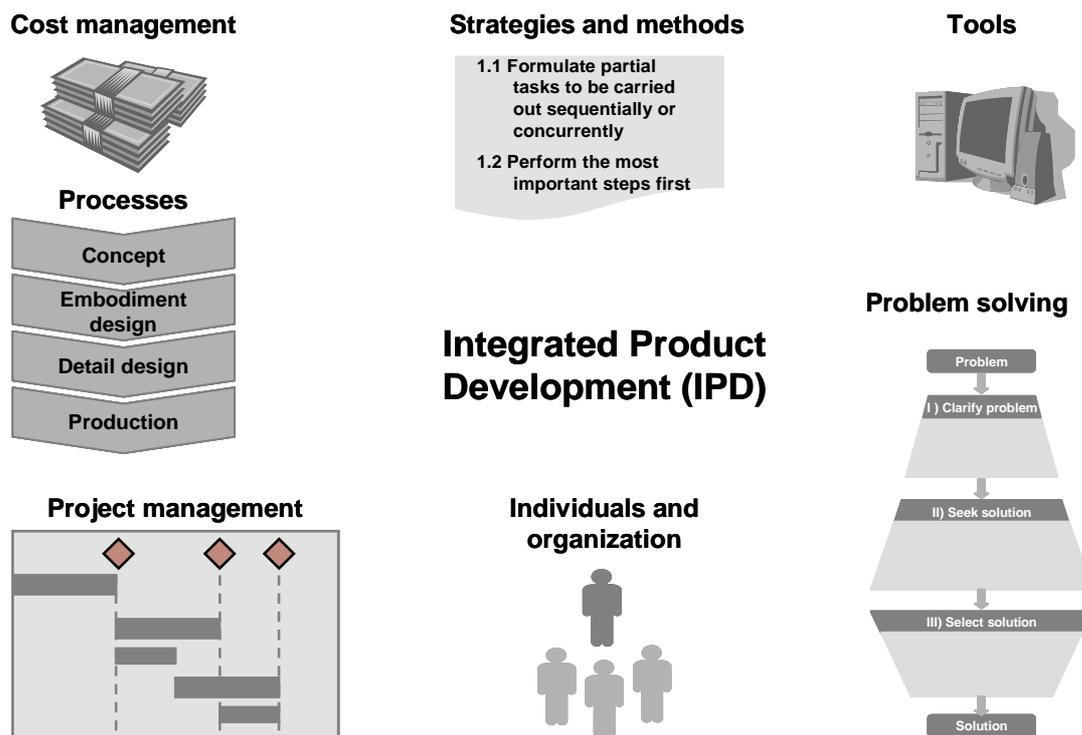 Cost management
Strategies and methods
1.1 Formulate partial
tasks to be carried
out sequentially or
concurrently
1.2 Perform the most
important steps first
Tools
Processes
Concept
Embodiment
design
Detail design
Production
Integrated Product
Development (IPD)
Problem solving
Problem
I ) Clarify problem
II) Seek solution
III) Select solution
Solution
Project management
Individuals and
organization